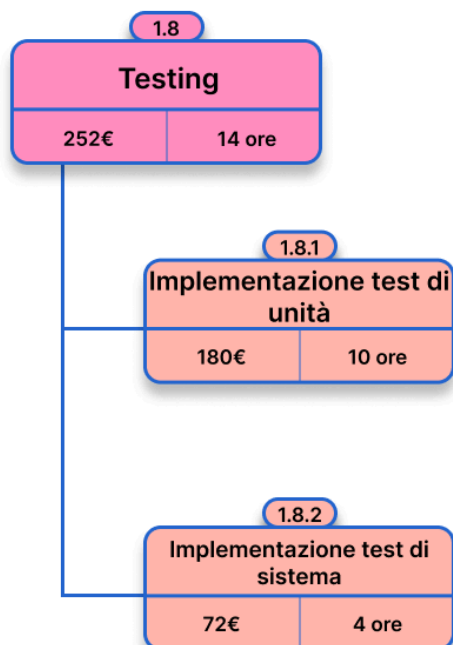 1.8
Testing
252€ 14 ore
1.8.1
Implementazione test di
unità
180€ 10 ore
1.8.2
Implementazione test di
sistema
72€ 4 ore